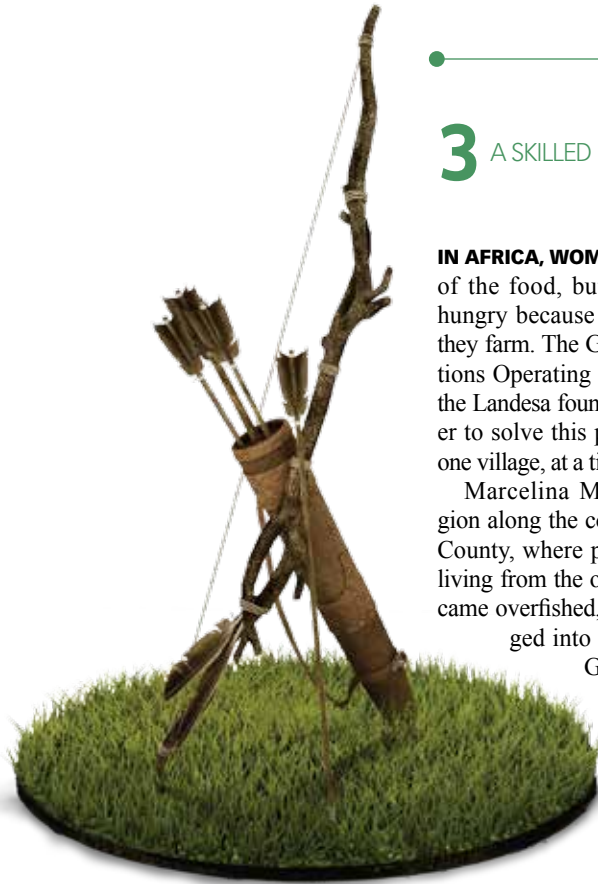 3 A SKILLED
IN AFRICA, WOM
of the food, bu
hungry because
they farm. The G
tions Operating
the Landesa foun
er to solve this p
one village, at a ti
Marcelina M
gion along the c
County, where p
living from the o
came overfished,
ged into
G